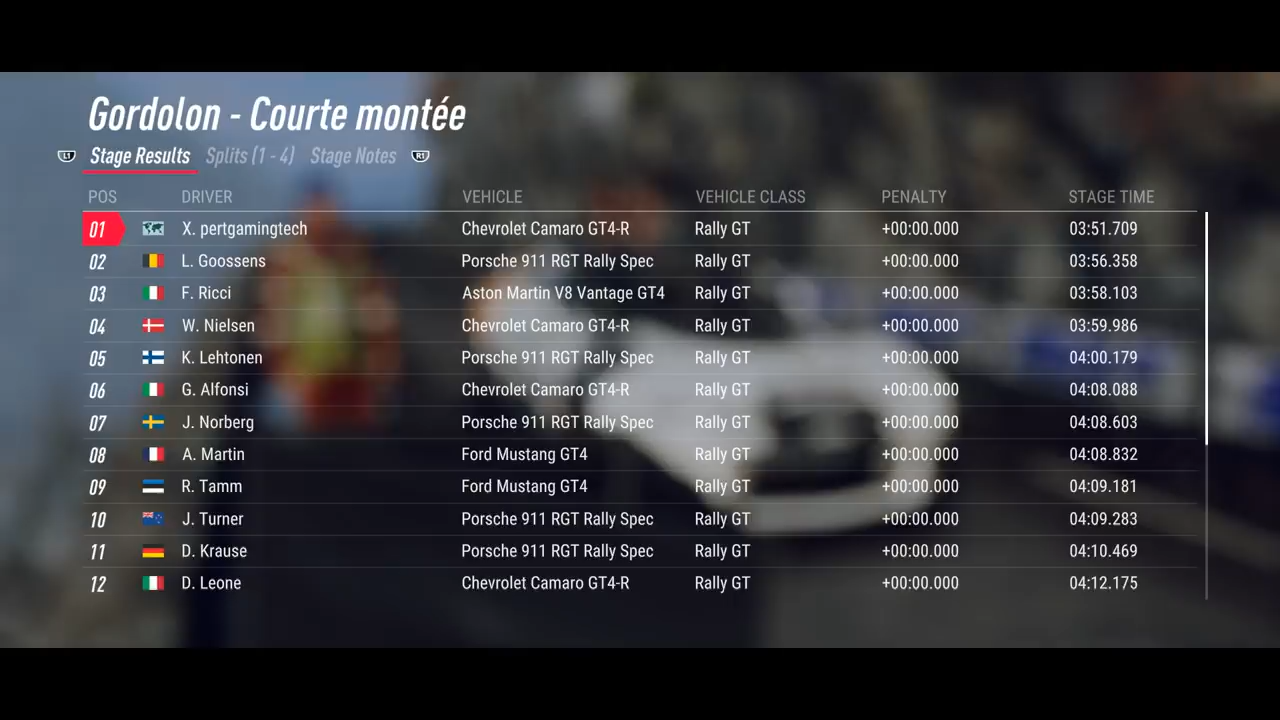 Gordolon - Courte montée
L1 Stage Results Splits (1 - 4) Stage Notes R1
POS DRIVER VEHICLE VEHICLE CLASS PENALTY STAGE TIME
01 X. pertgamingtech Chevrolet Camaro GT4-R Rally GT +00:00.000 03:51.709
02 L. Goossens Porsche 911 RGT Rally Spec Rally GT +00:00.000 03:56.358
03 F. Ricci Aston Martin V8 Vantage GT4 Rally GT +00:00.000 03:58.103
04 W. Nielsen Chevrolet Camaro GT4-R Rally GT +00:00.000 03:59.986
05 K. Lehtonen Porsche 911 RGT Rally Spec Rally GT +00:00.000 04:00.179
06 G. Alfonsi Chevrolet Camaro GT4-R Rally GT +00:00.000 04:08.088
07 J. Norberg Porsche 911 RGT Rally Spec Rally GT +00:00.000 04:08.603
08 A. Martin Ford Mustang GT4 Rally GT +00:00.000 04:08.832
09 R. Tamm Ford Mustang GT4 Rally GT +00:00.000 04:09.181
10 J. Turner Porsche 911 RGT Rally Spec Rally GT +00:00.000 04:09.283
11 D. Krause Porsche 911 RGT Rally Spec Rally GT +00:00.000 04:10.469
12 D. Leone Chevrolet Camaro GT4-R Rally GT +00:00.000 04:12.175